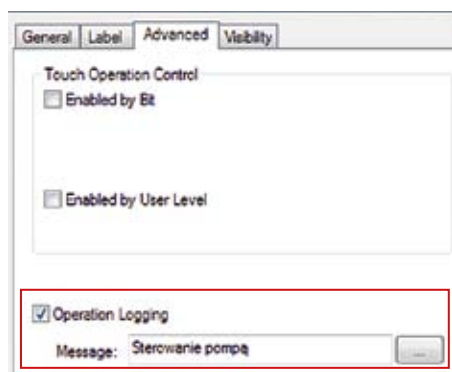 General Label Advanced Visibility
Touch Operation Control
Enabled by Bit
Enabled by User Level
Operation Logging
Message: Sterowanie pompą
...